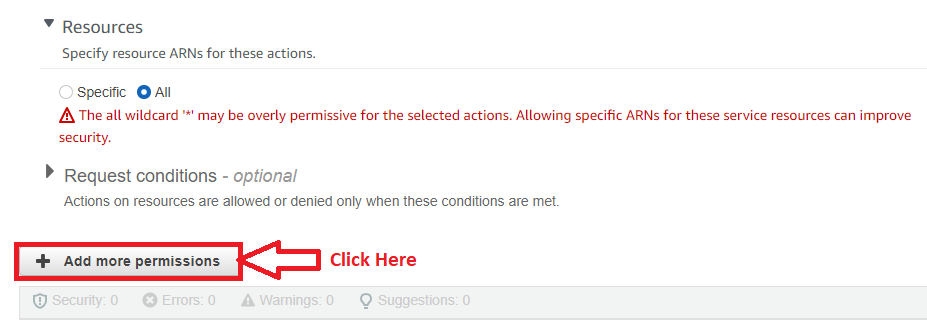 Resources
Specify resource ARNs for these actions.
Specific All
The all wildcard '*' may be overly permissive for the selected actions. Allowing specific ARNs for these service resources can improve
security.
Request conditions - optional
Actions on resources are allowed or denied only when these conditions are met.
Add more permissions Click Here
Security: 0 Errors: 0 Warnings: 0 Suggestions: 0